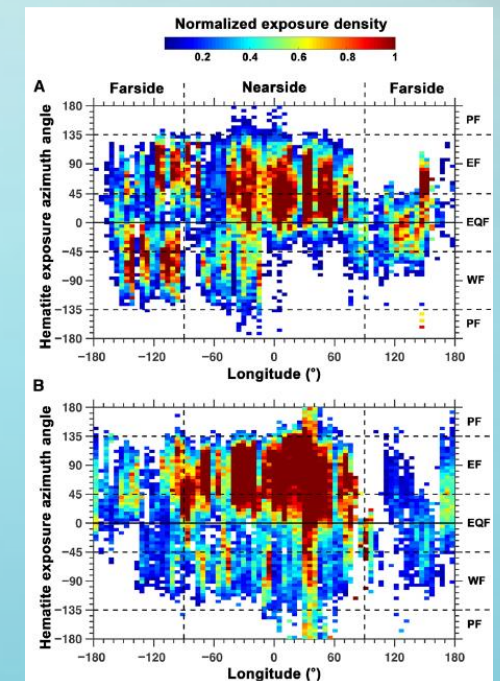 Normalized exposure density
0.2 0.4 0.6 0.8 1
A
Farside Nearside Farside
Hematite exposure azimuth angle
180 PF
135
90 EF
45
0 EQF
−45
−90 WF
−135
−180 PF
−180 −120 −60 0 60 120 180
Longitude (°)
B
Hematite exposure azimuth angle
180 PF
135
90 EF
45
0 EQF
−45
−90 WF
−135
−180 PF
−180 −120 −60 0 60 120 180
Longitude (°)